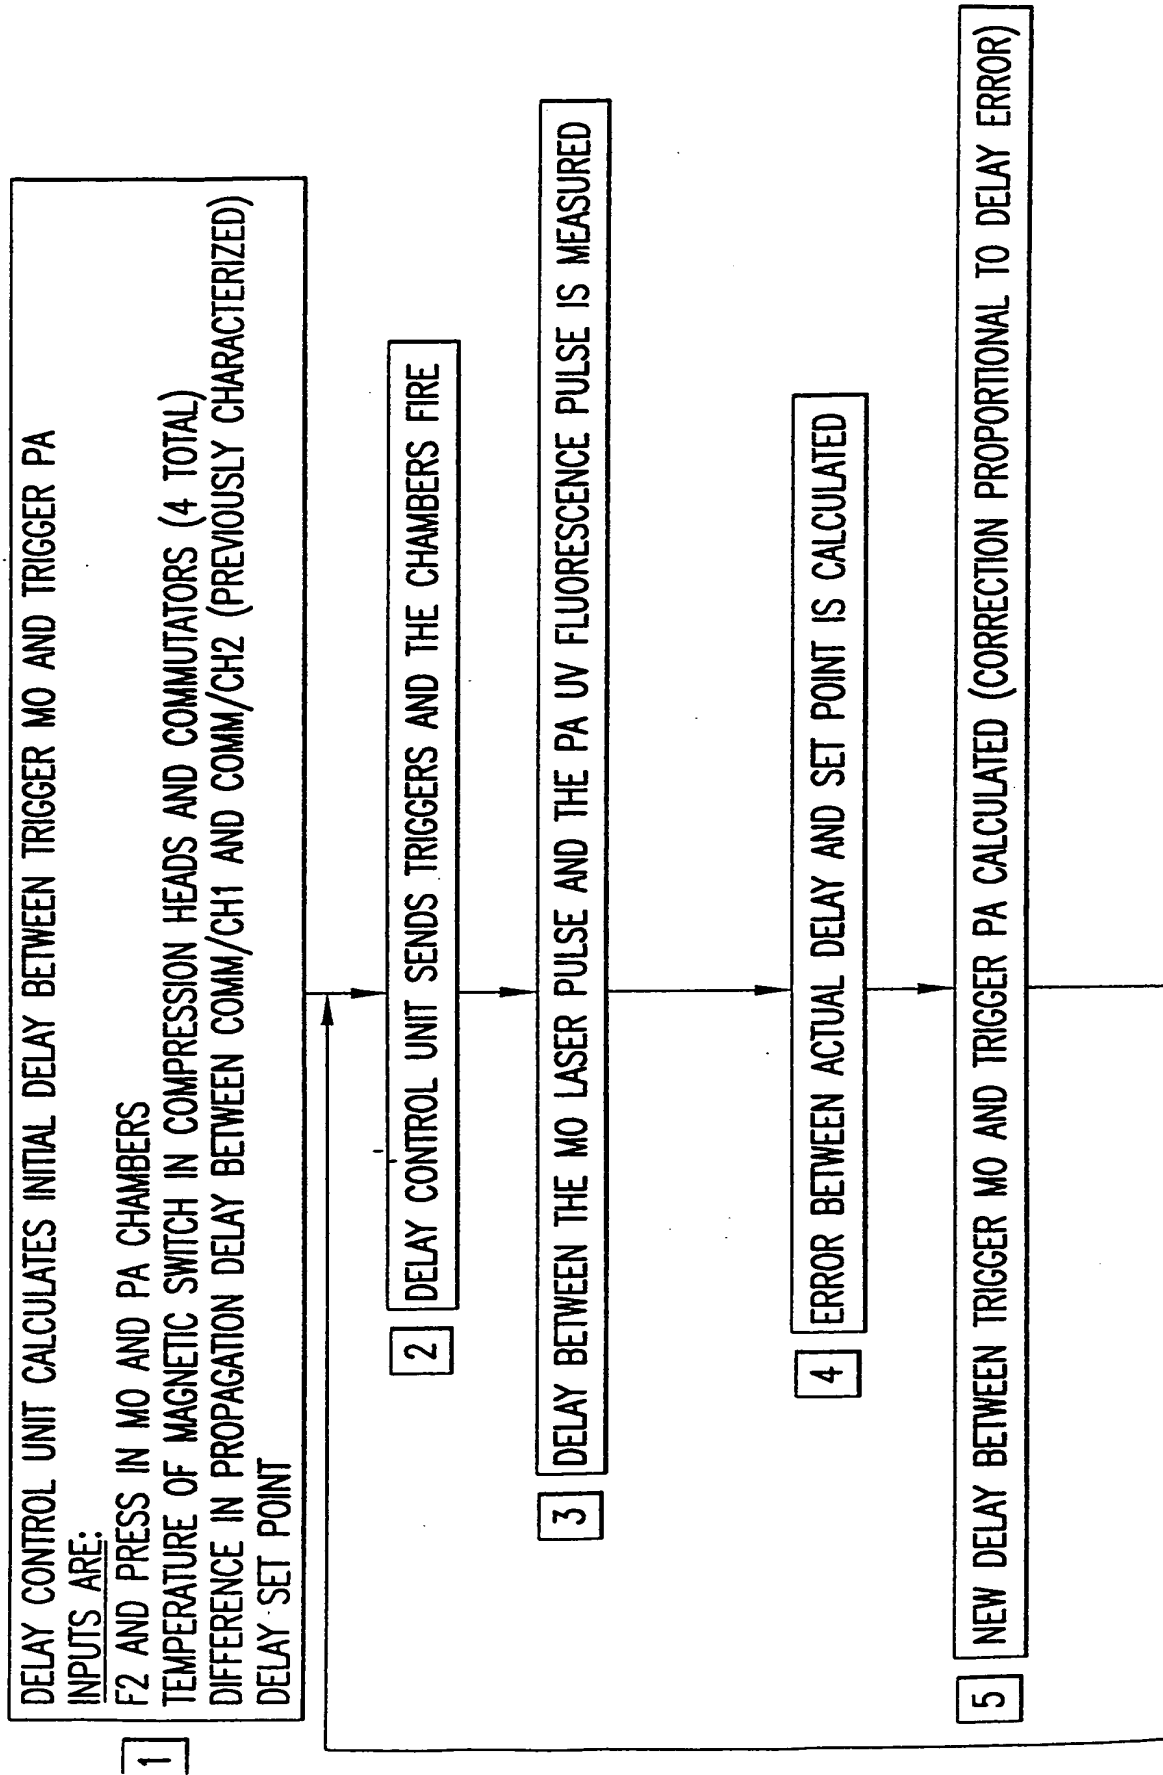 1
DELAY CONTROL UNIT CALCULATES INITIAL DELAY BETWEEN TRIGGER MO AND TRIGGER PA
INPUTS ARE:
F2 AND PRESS IN MO AND PA CHAMBERS
TEMPERATURE OF MAGNETIC SWITCH IN COMPRESSION HEADS AND COMMUTATORS (4 TOTAL)
DIFFERENCE IN PROPAGATION DELAY BETWEEN COMM/CH1 AND COMM/CH2 (PREVIOUSLY CHARACTERIZED)
DELAY SET POINT
2 DELAY CONTROL UNIT SENDS TRIGGERS AND THE CHAMBERS FIRE
3 DELAY BETWEEN THE MO LASER PULSE AND THE PA UV FLUORESCENCE PULSE IS MEASURED
4 ERROR BETWEEN ACTUAL DELAY AND SET POINT IS CALCULATED
5 NEW DELAY BETWEEN TRIGGER MO AND TRIGGER PA CALCULATED (CORRECTION PROPORTIONAL TO DELAY ERROR)